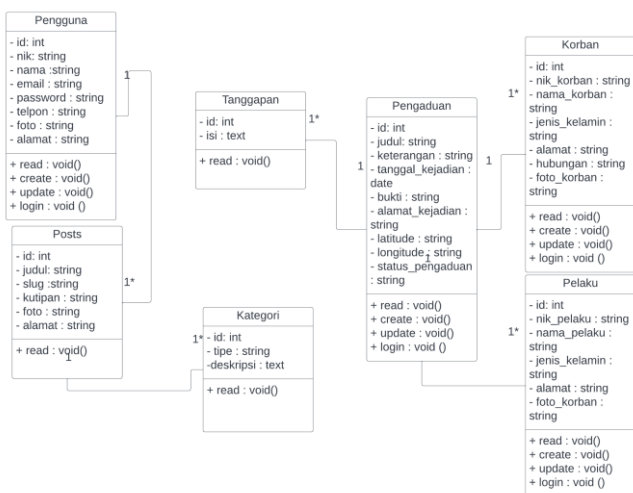 Pengguna
- id: int
- nik: string
- nama :string
- email : string
- password : string
- telpon : string
- foto : string
- alamat : string
+ read : void()
+ create : void()
+ update : void()
+ login : void ()
1
Posts
- id: int
- judul: string
- slug :string
- kutipan : string
- foto : string
- alamat : string
+ read : void()
1*
1
Tanggapan
- id: int
- isi : text
+ read : void()
1*
Kategori
- id: int
- tipe : string
-deskripsi : text
+ read : void()
1*
Pengaduan
- id: int
- judul: string
- keterangan : string
- tanggal_kejadian :
date
- bukti : string
- alamat_kejadian :
string
- latitude : string
- longitude : string
- status_pengaduan
: string
+ read : void()
+ create : void()
+ update : void()
+ login : void ()
1
1
1
Korban
- id: int
- nik_korban : string
- nama_korban :
string
- jenis_kelamin :
string
- alamat : string
- hubungan : string
- foto_korban :
string
+ read : void()
+ create : void()
+ update : void()
+ login : void ()
1*
Pelaku
- id: int
- nik_pelaku : string
- nama_pelaku :
string
- jenis_kelamin :
string
- alamat : string
- foto_korban :
string
+ read : void()
+ create : void()
+ update : void()
+ login : void ()
1*